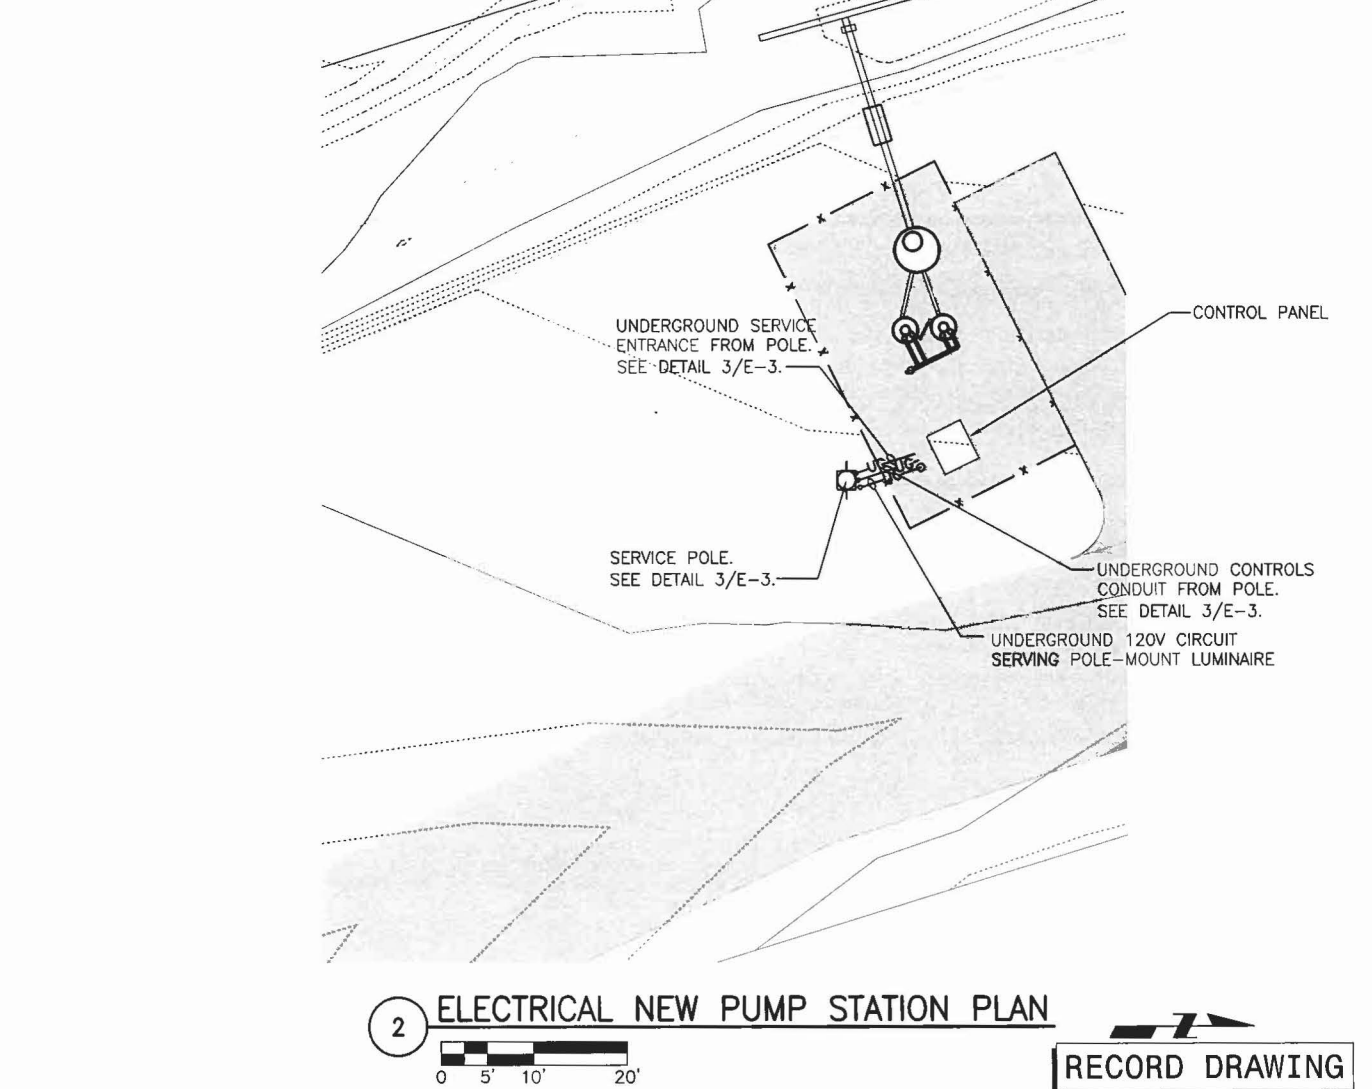 UNDERGROUND SERVICE
ENTRANCE FROM POLE.
SEE DETAIL 3/E-3.
CONTROL PANEL
SERVICE POLE.
SEE DETAIL 3/E-3.
UNDERGROUND CONTROLS
CONDUIT FROM POLE.
SEE DETAIL 3/E-3.
UNDERGROUND 120V CIRCUIT
SERVING POLE-MOUNT LUMINAIRE
2
ELECTRICAL NEW PUMP STATION PLAN
0 5' 10' 20'
Z
RECORD DRAWING